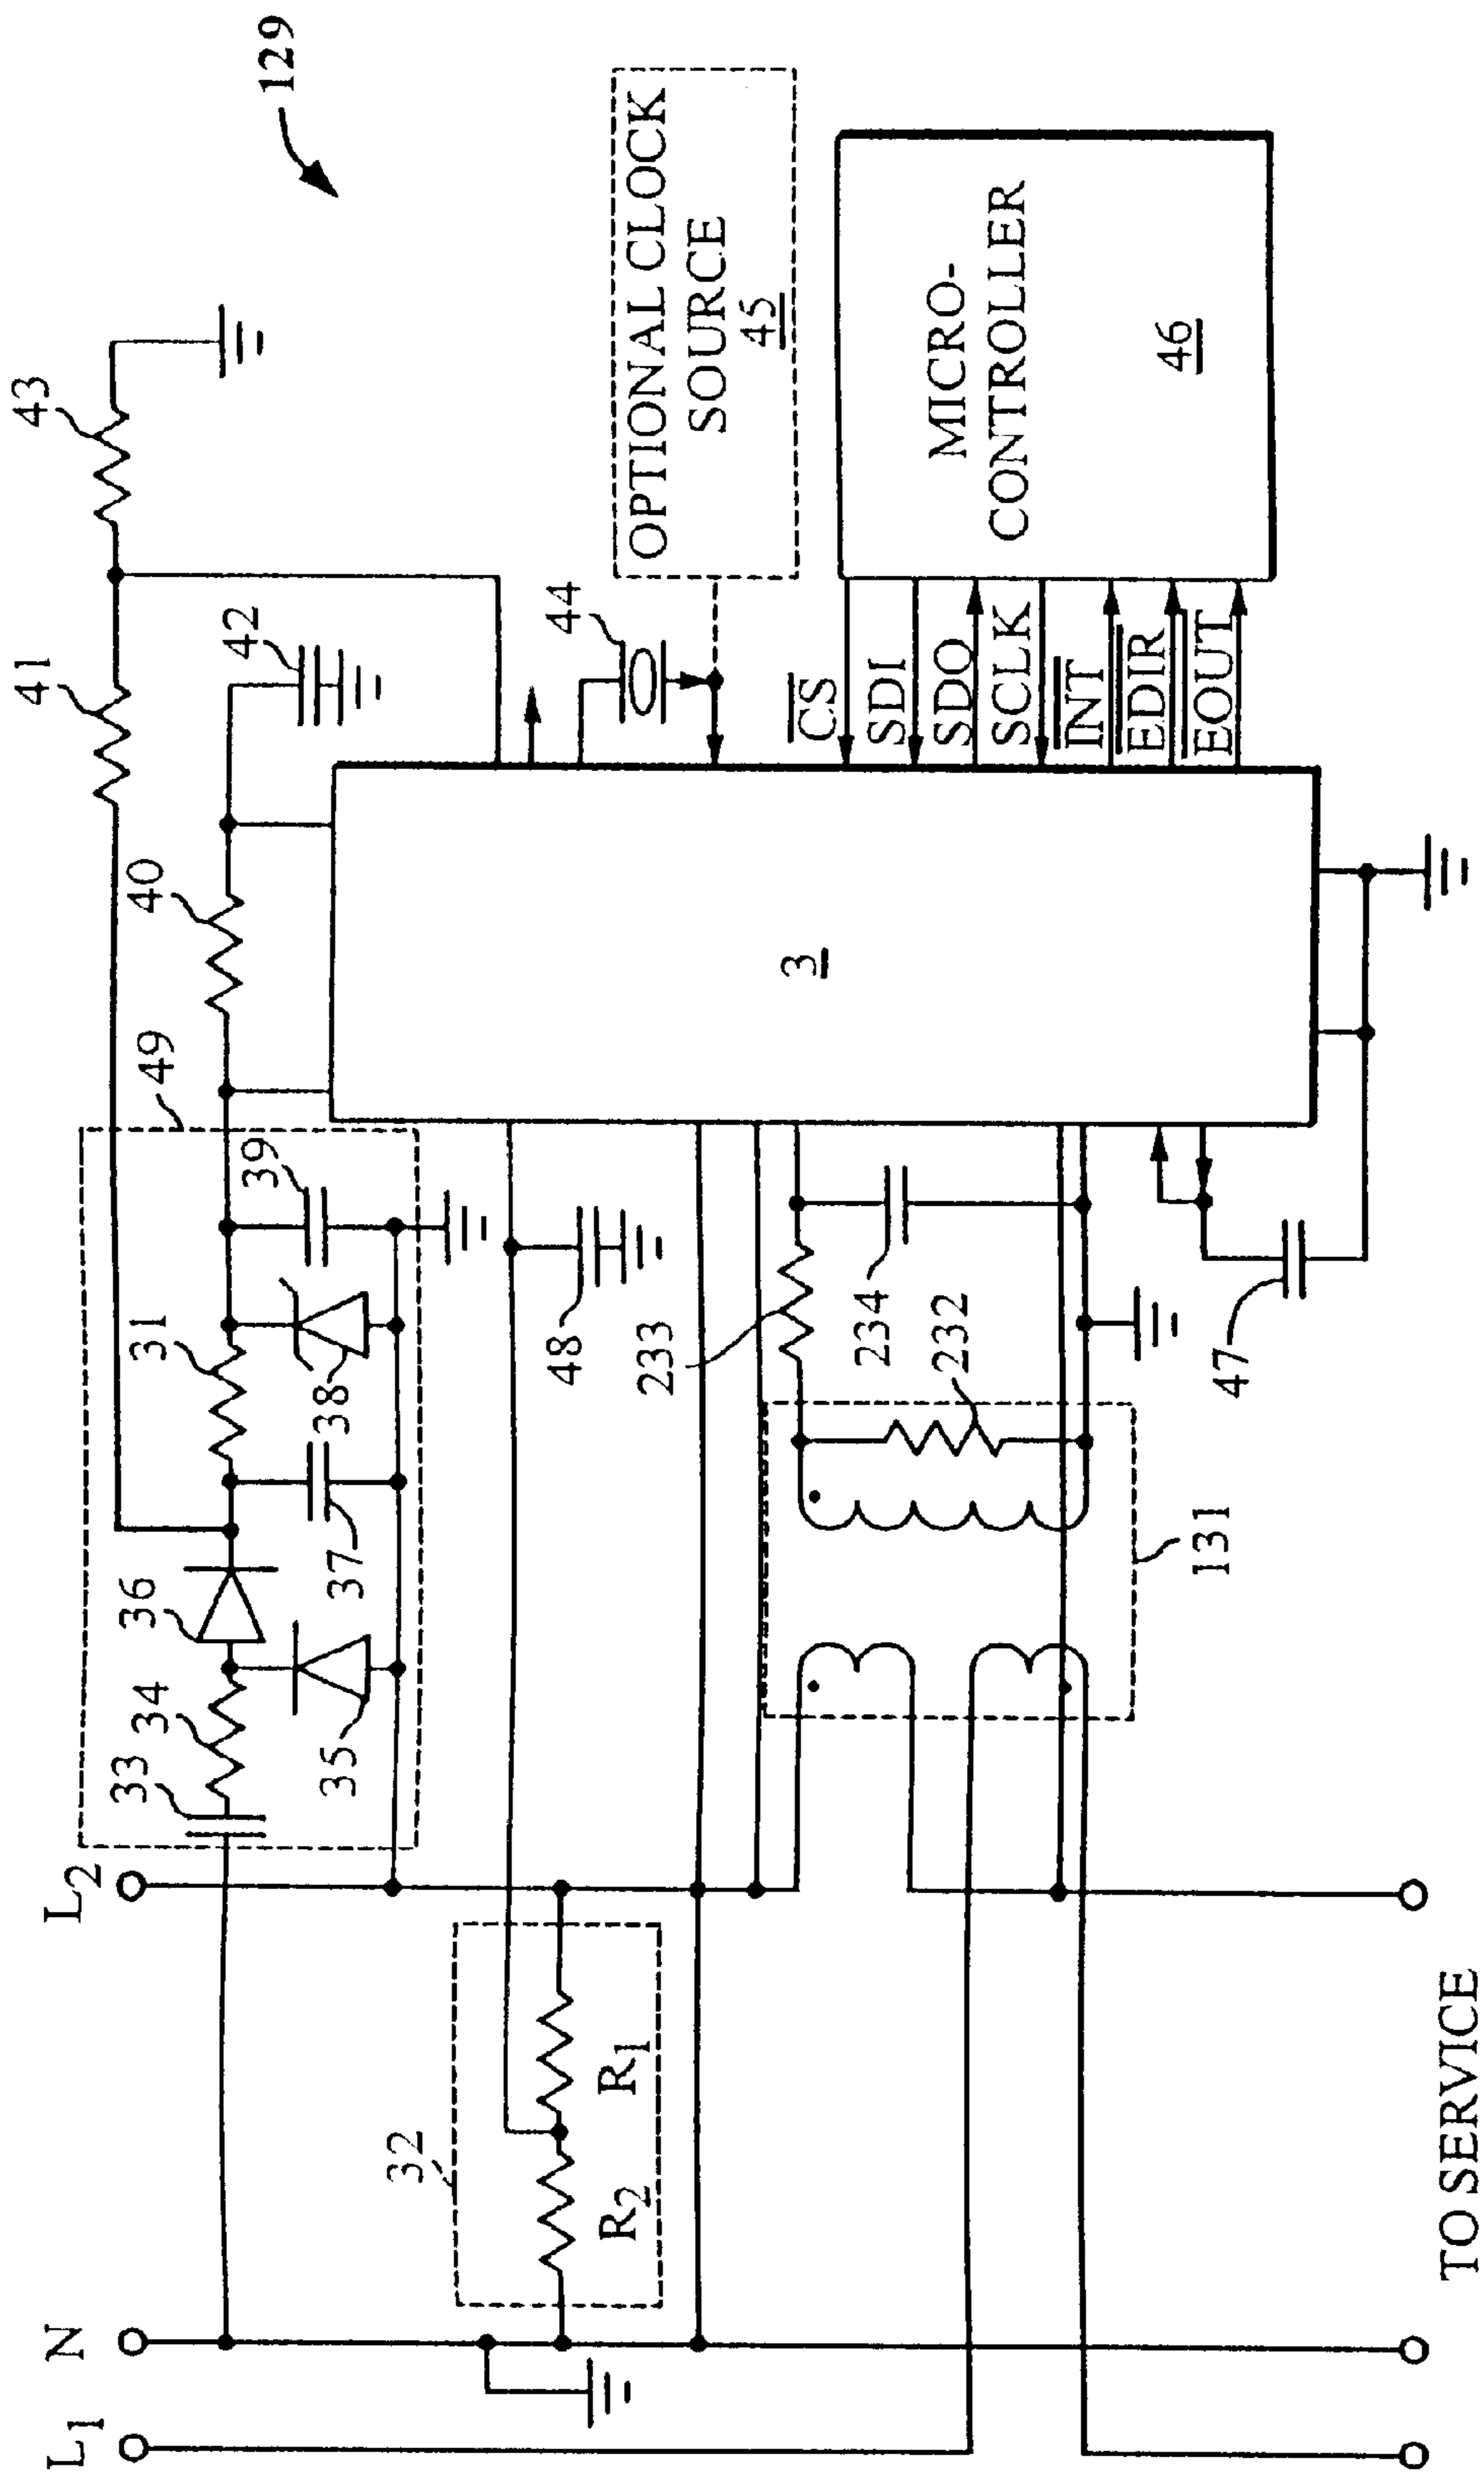 129
43
41
42
40
49
44
OPTIONAL CLOCK
SOURCE
45
MICRO-
CONTROLLER
46
CS
SDI
SDO
SCLK
INT
EDIR
EOUT
3
39
31
38
37
36
35
34
33
48
233
234
232
47
131
32
R1
R2
L2
N
L1
TO SERVICE